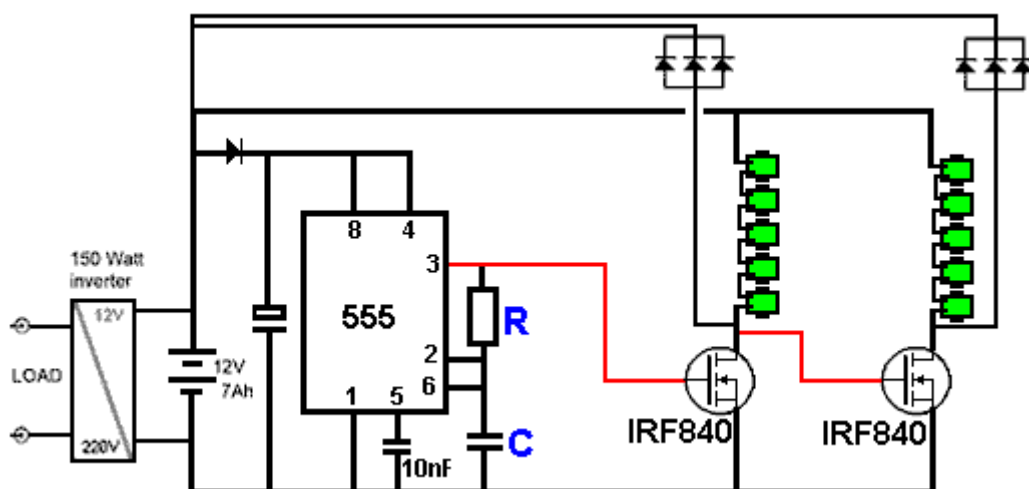 8 4
3
150 Watt
inverter
12V
555
R
LOAD
12V
7Ah
2
6
1 5
220V
10nF
C
IRF840
IRF840